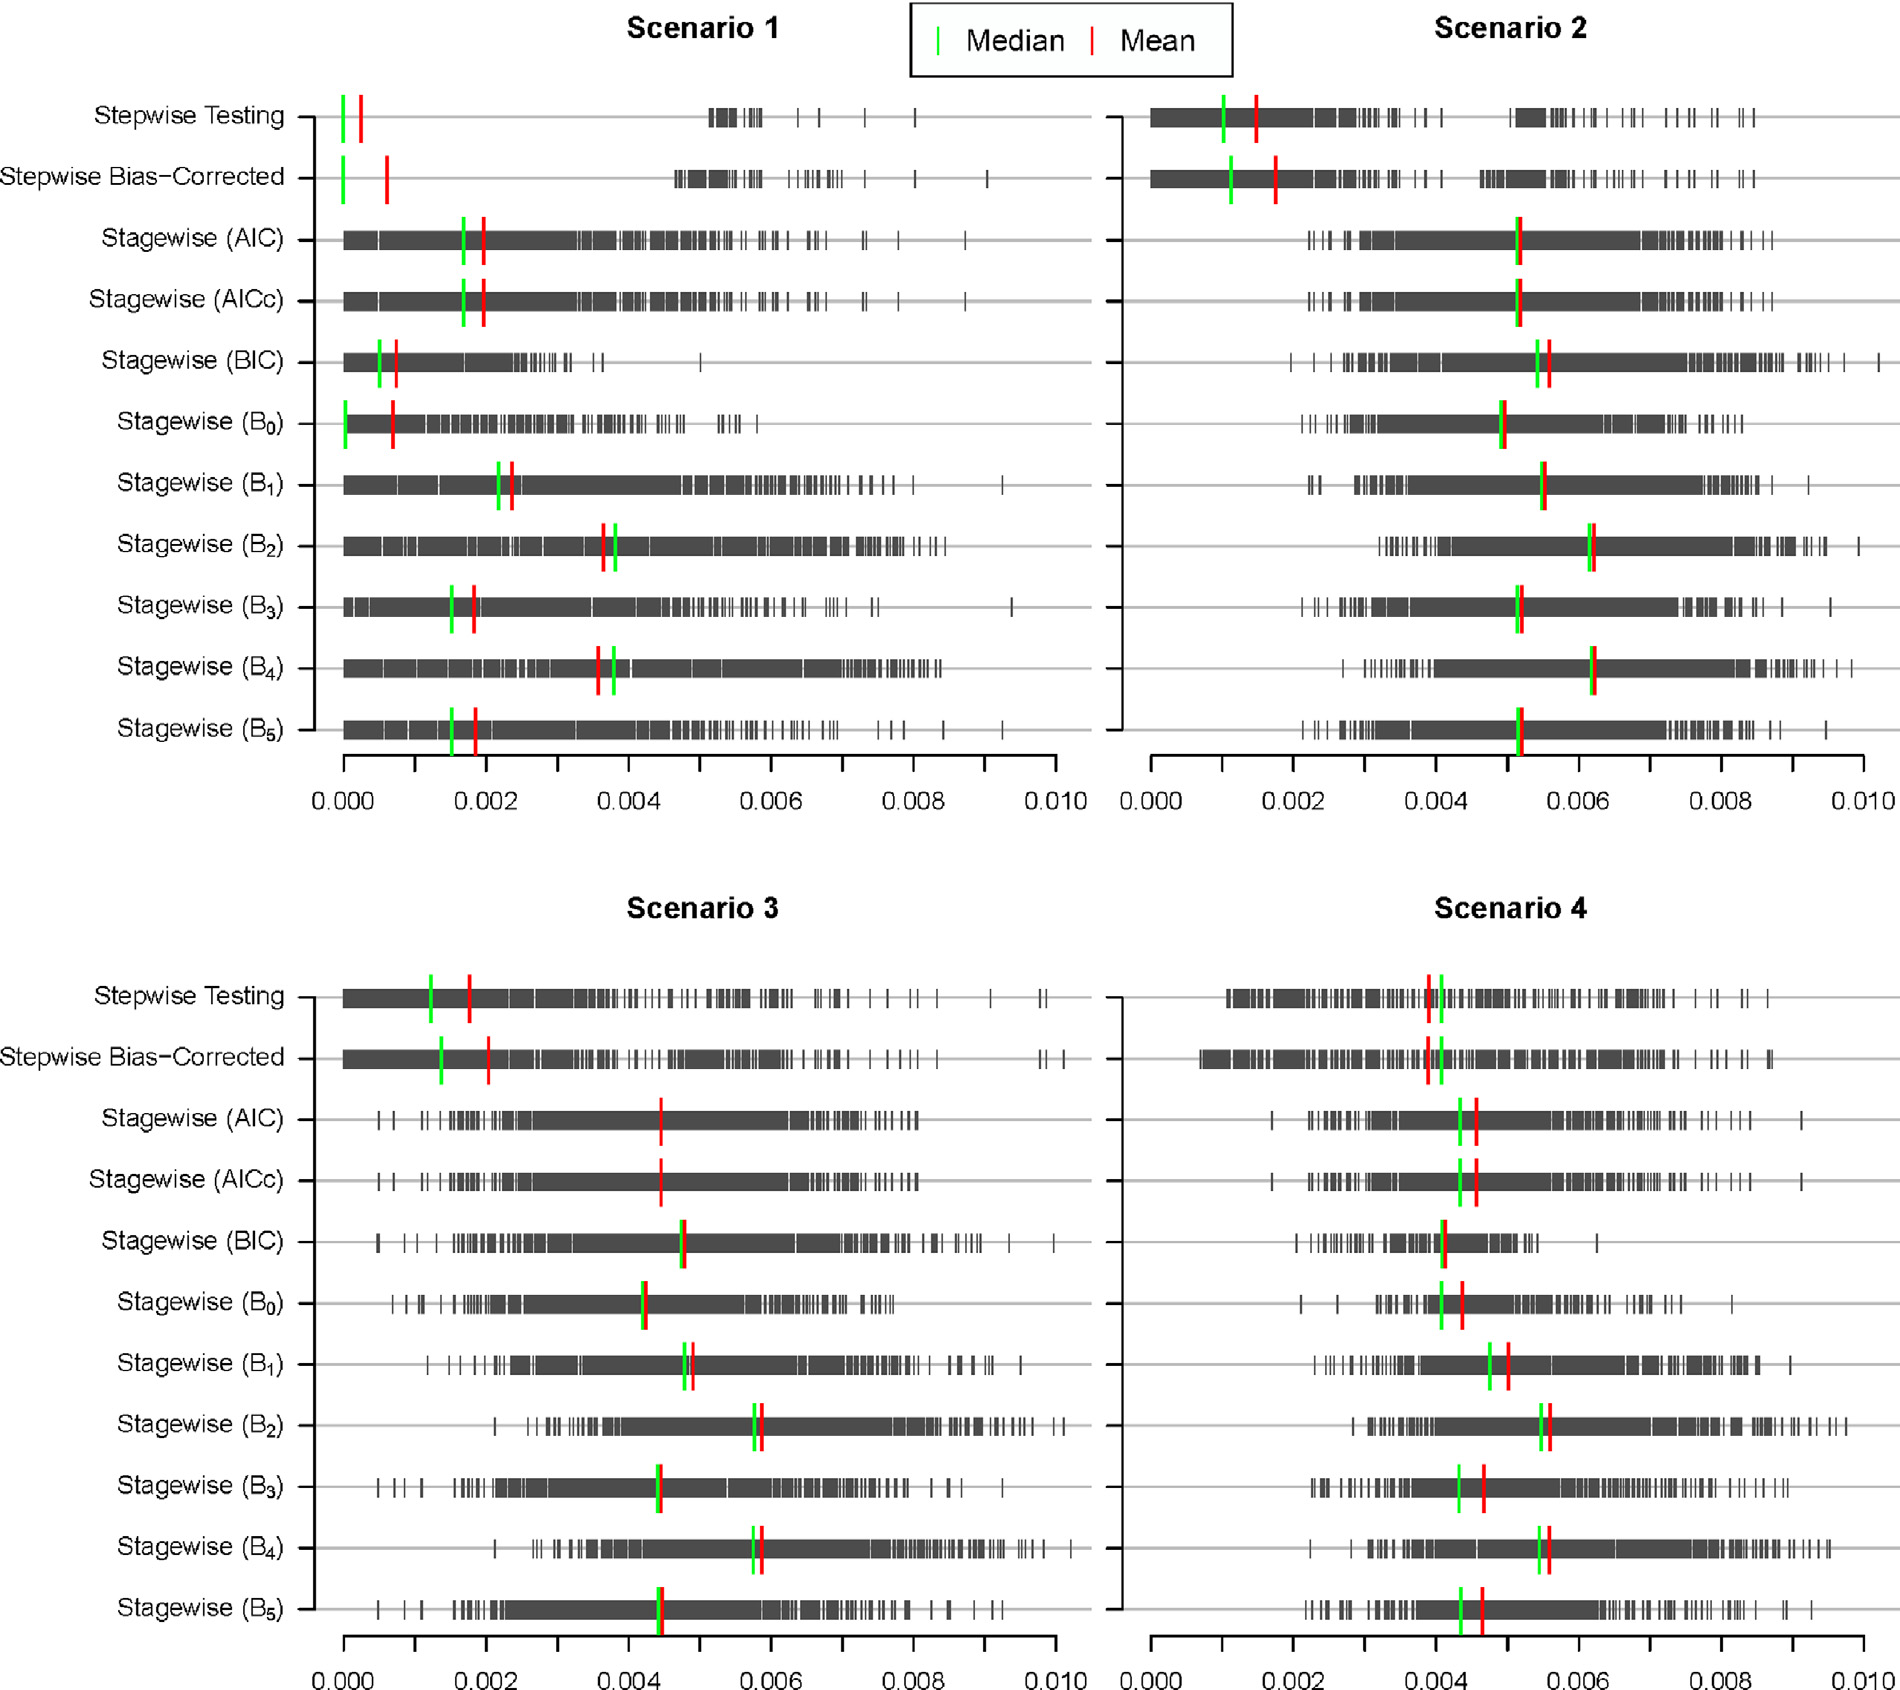 Scenario 1
Median Mean
Scenario 2
Stepwise Testing
Stepwise Bias−Corrected
Stagewise (AIC)
Stagewise (AICc)
Stagewise (BIC)
Stagewise (B0)
Stagewise (B1)
Stagewise (B2)
Stagewise (B3)
Stagewise (B4)
Stagewise (B5)
0.000 0.002 0.004 0.006 0.008 0.010
0.000 0.002 0.004 0.006 0.008 0.010
Scenario 3
Scenario 4
Stepwise Testing
Stepwise Bias−Corrected
Stagewise (AIC)
Stagewise (AICc)
Stagewise (BIC)
Stagewise (B0)
Stagewise (B1)
Stagewise (B2)
Stagewise (B3)
Stagewise (B4)
Stagewise (B5)
0.000 0.002 0.004 0.006 0.008 0.010
0.000 0.002 0.004 0.006 0.008 0.010